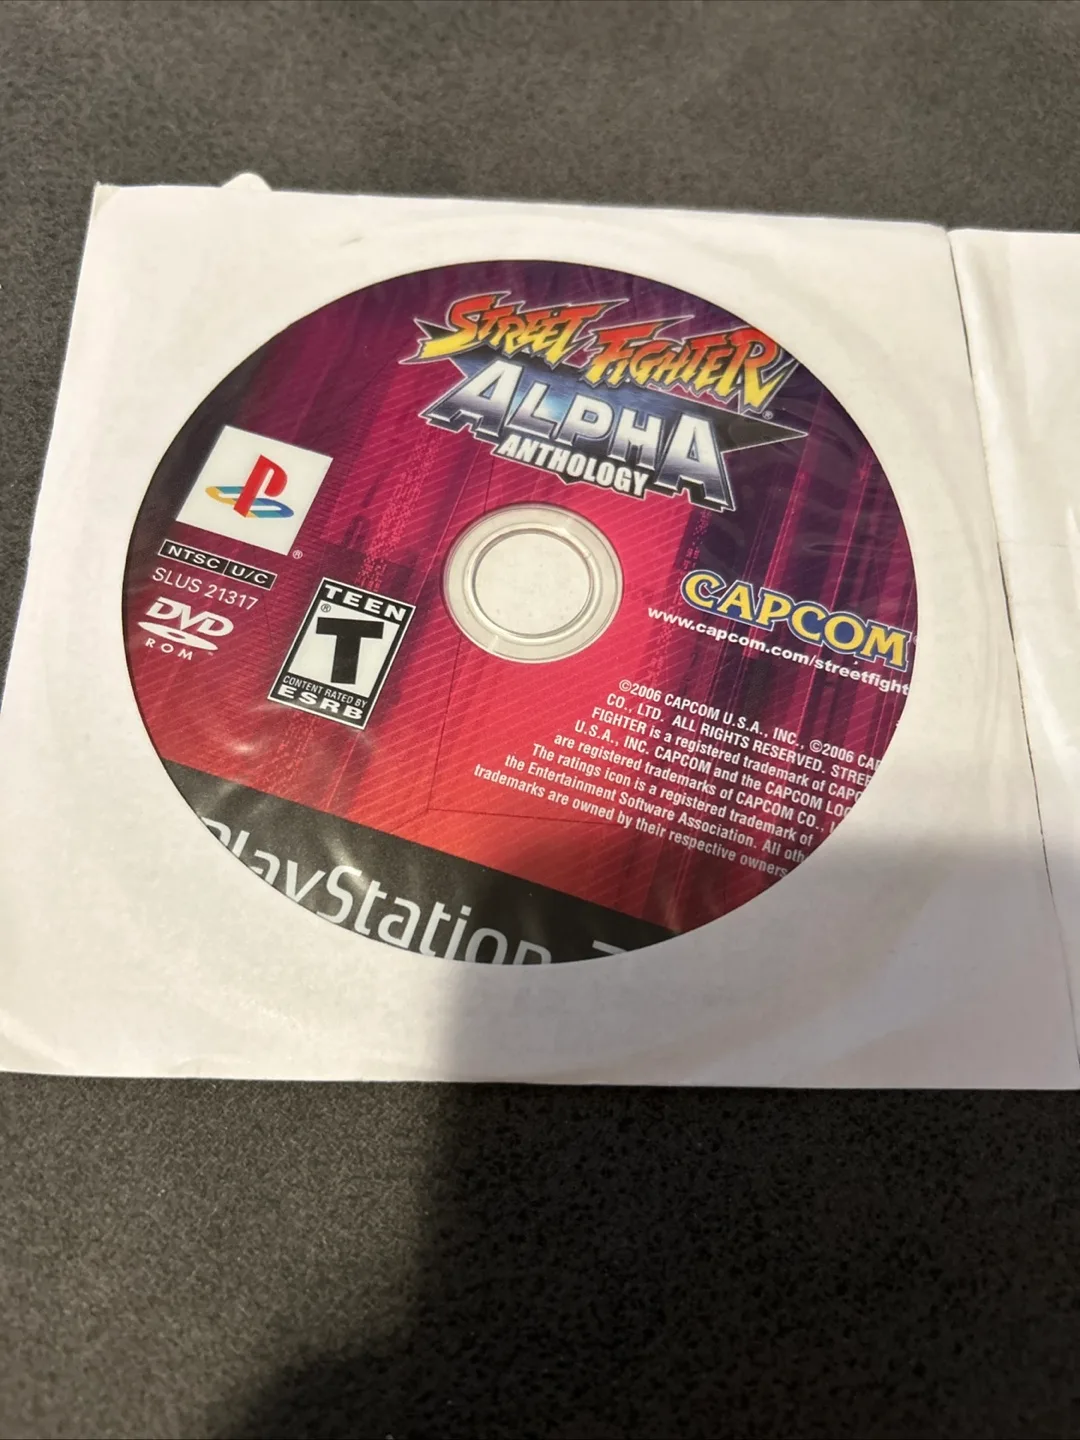 STREET FIGHTER®
ALPHA
ANTHOLOGY
®
NTSC U/C
SLUS 21317
DVD
ROM
TEEN
®
T
CONTENT RATED BY
ESRB
CAPCOM
www.capcom.com/streetfight
©2006 CAPCOM U.S.A., INC., ©2006 CAP
CO., LTD. ALL RIGHTS RESERVED. STREE
FIGHTER is a registered trademark of CAPC
U.S.A., INC. CAPCOM and the CAPCOM LOG
are registered trademarks of CAPCOM CO., L
The ratings icon is a registered trademark of
the Entertainment Software Association. All oth
trademarks are owned by their respective owners
PlayStation 2